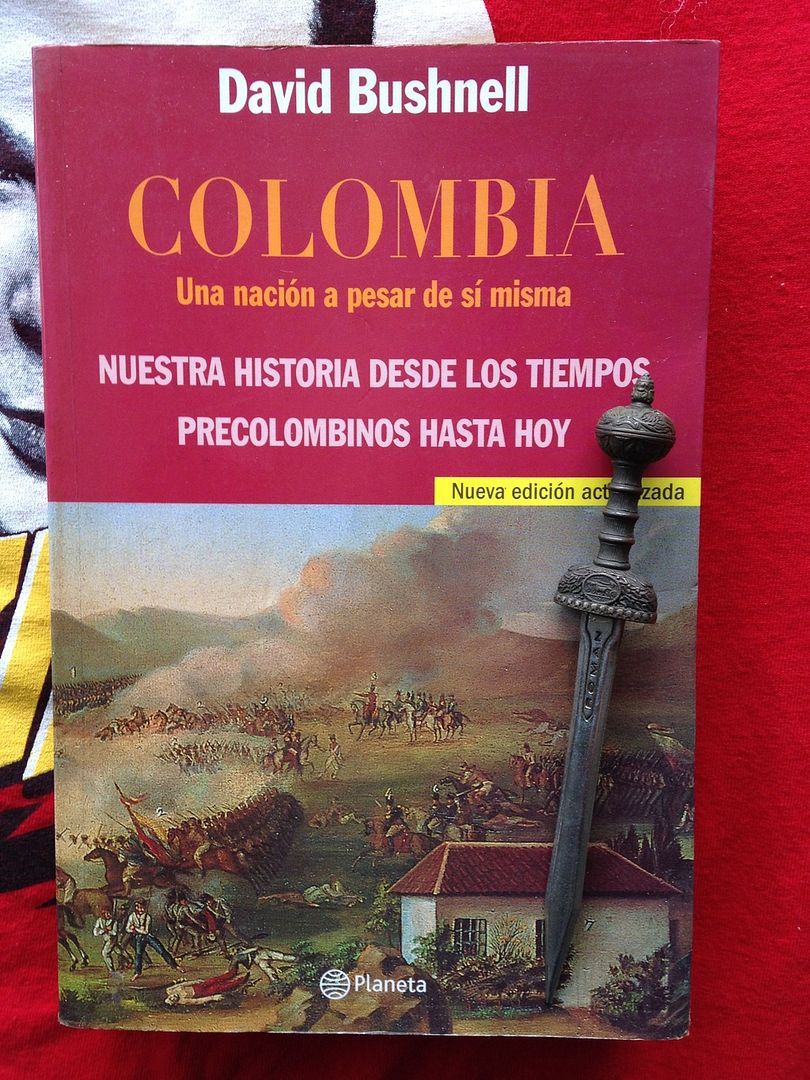 David Bushnell
COLOMBIA
Una nación a pesar de sí misma
NUESTRA HISTORIA DESDE LOS TIEMPOS
PRECOLOMBINOS HASTA HOY
Nueva edición
ROMAN
Planeta